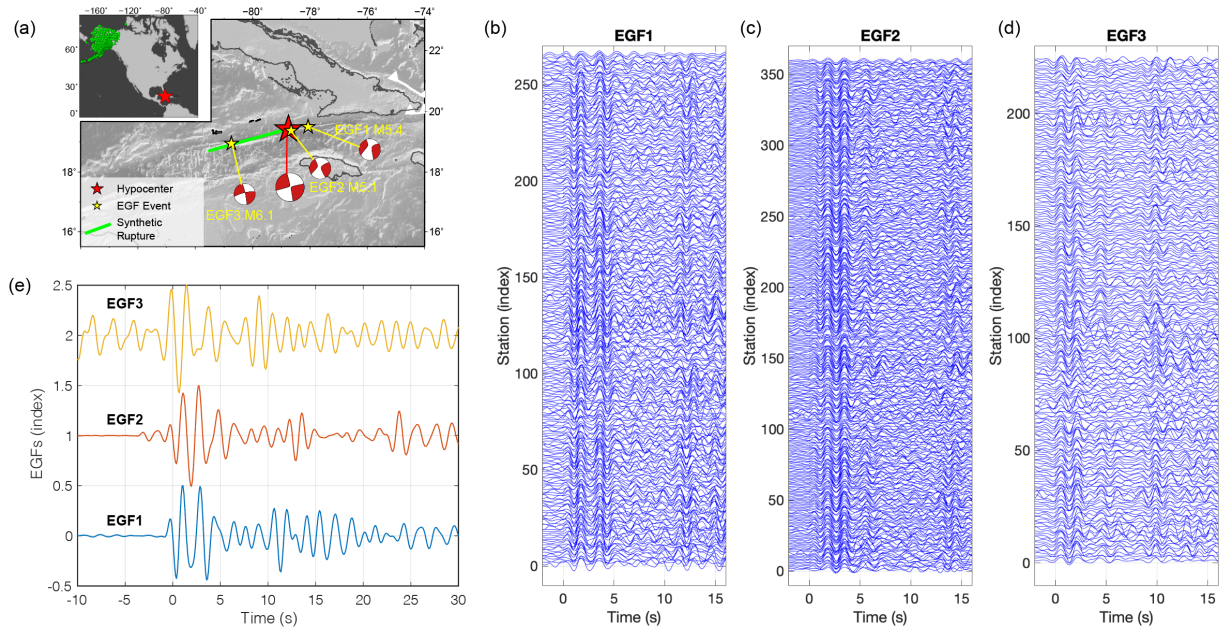 (a)
−160° −120° −80° −40°
60°
30°
0°
−80° −78° −76° −74°
22°
20°
18°
16°
18°
16°
EGF1 M5.4
EGF2 M5.1
EGF3 M6.1
Hypocenter
EGF Event
Synthetic
Rupture
(b)
EGF1
Station (index)
250
200
150
100
50
0
0 5 10 15
Time (s)
(c)
EGF2
Station (index)
350
300
250
200
150
100
50
0
0 5 10 15
Time (s)
(d)
EGF3
Station (index)
200
150
100
50
0
0 5 10 15
Time (s)
(e)
EGFs (index)
2.5
2
1.5
1
0.5
0
-0.5
EGF3
EGF2
EGF1
-10 -5 0 5 10 15 20 25 30
Time (s)